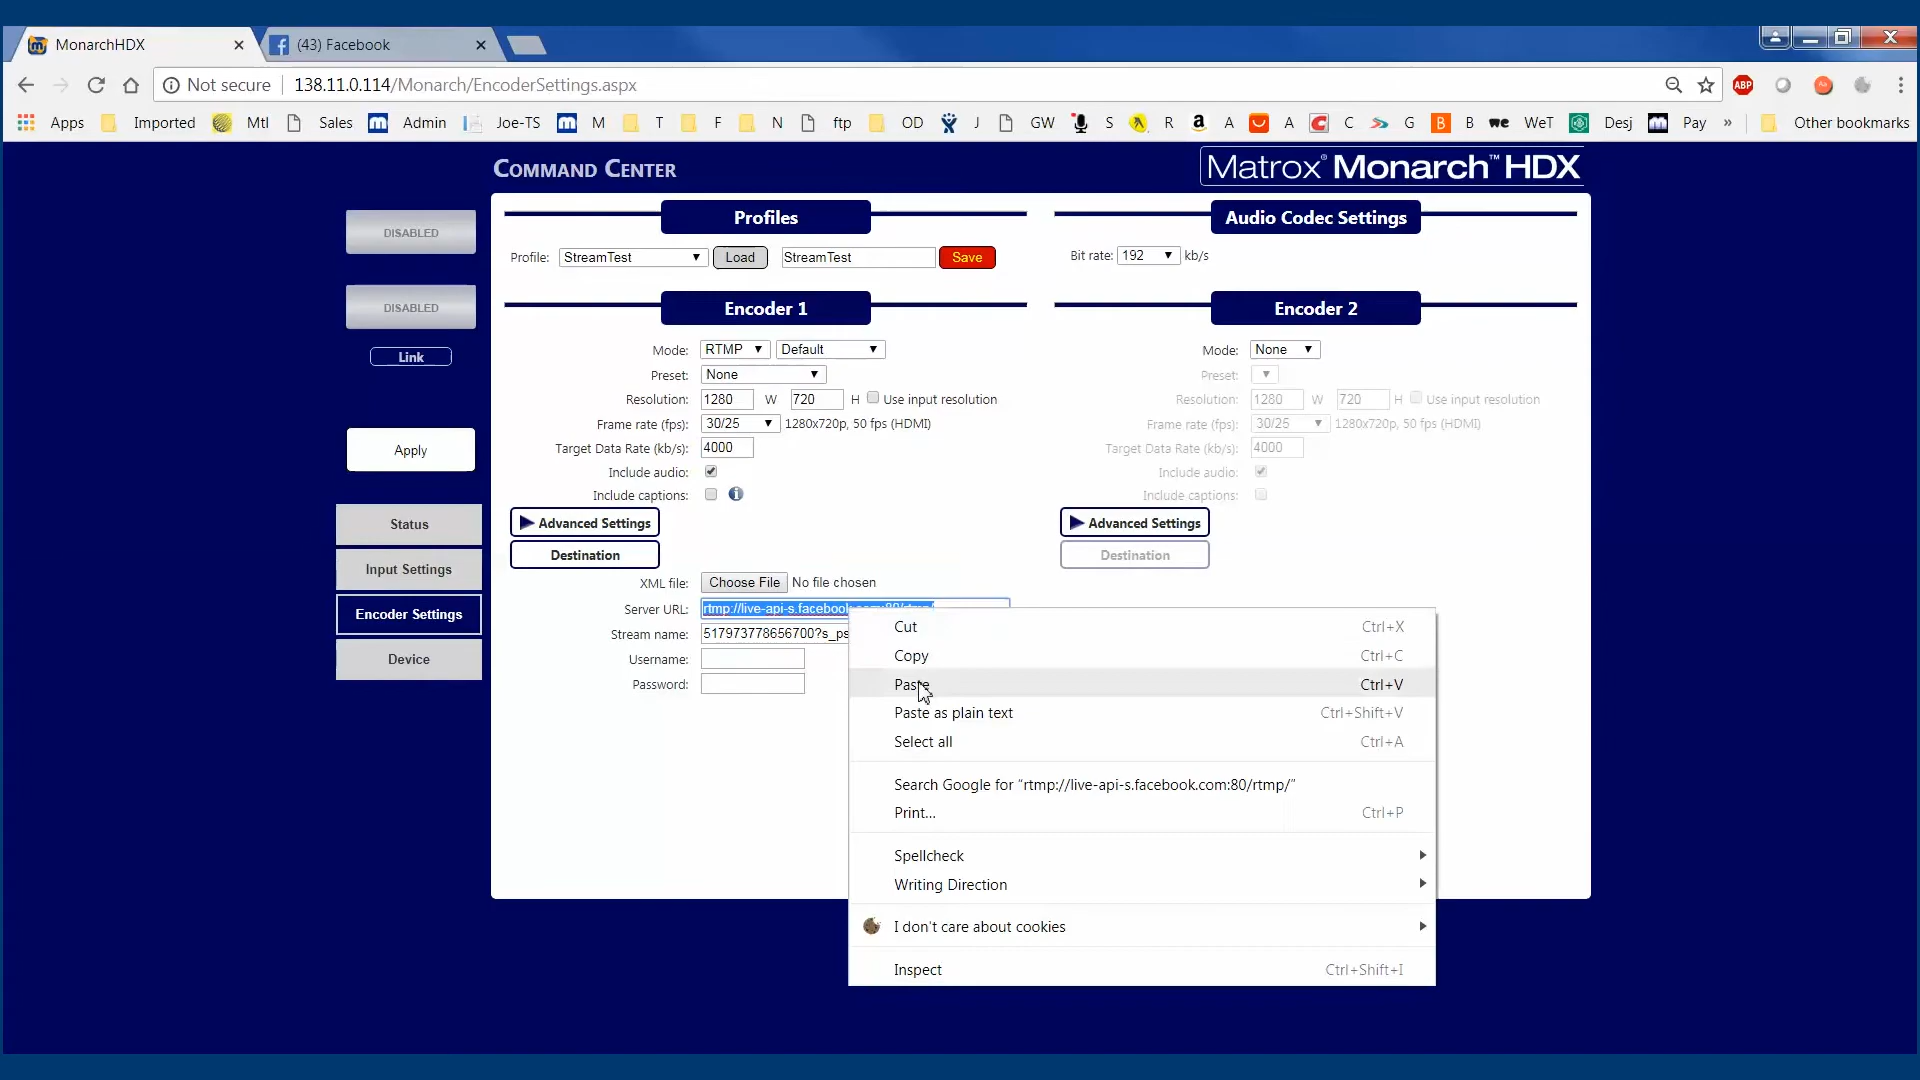 MonarchHDX
(43) Facebook
Not secure 138.11.0.114/Monarch/EncoderSettings.aspx ABP
Apps Imported Mtl Sales Admin Joe-TS M T F N ftp OD J GW S R A A C G B WeT Desj Pay » Other bookmarks
COMMAND CENTER
Matrox® Monarch™ HDX
DISABLED
DISABLED
Link
Apply
Status
Input Settings
Encoder Settings
Device
Profiles
Profile: StreamTest Load StreamTest Save
Audio Codec Settings
Bit rate: 192 kb/s
Encoder 1
Mode: RTMP Default
Preset: None
Resolution: 1280 W 720 H Use input resolution
Frame rate (fps): 30/25 1280x720p, 50 fps (HDMI)
Target Data Rate (kb/s): 4000
Include audio:
Include captions:
Advanced Settings
Destination
XML file: Choose File No file chosen
Server URL: rtmp://live-api-s.facebook.com:80/rtmp/
Stream name: 517973778656700?s_ps
Username:
Password:
Encoder 2
Mode: None
Preset:
Resolution: 1280 W 720 H Use input resolution
Frame rate (fps): 30/25 1280x720p, 50 fps (HDMI)
Target Data Rate (kb/s): 4000
Include audio:
Include captions:
Advanced Settings
Destination
Cut Ctrl+X
Copy Ctrl+C
Paste Ctrl+V
Paste as plain text Ctrl+Shift+V
Select all Ctrl+A
Search Google for “rtmp://live-api-s.facebook.com:80/rtmp/”
Print... Ctrl+P
Spellcheck
Writing Direction
I don't care about cookies
Inspect Ctrl+Shift+I